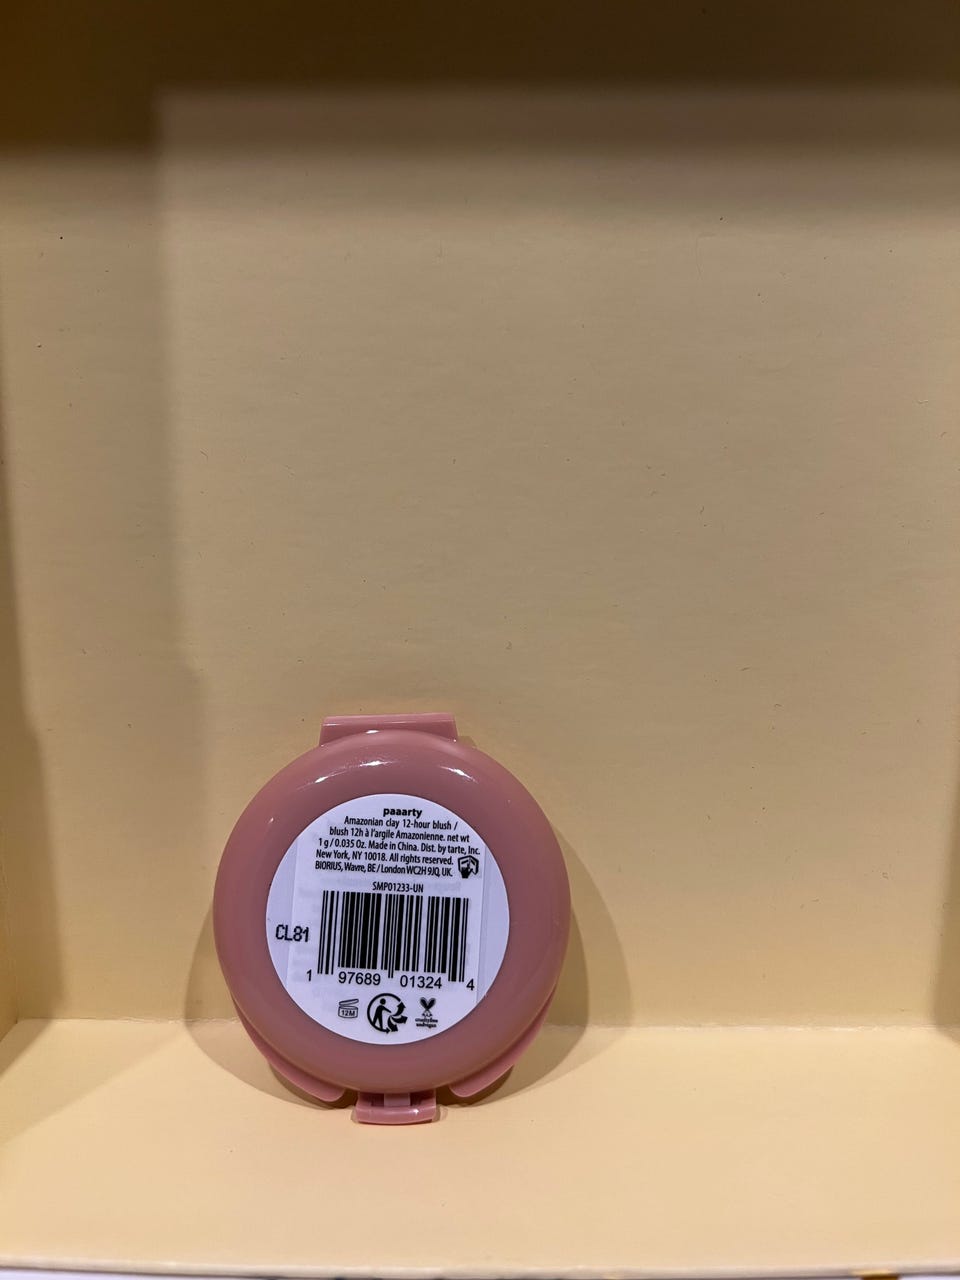 paaarty
Amazonian clay 12-hour blush /
blush 12h à l'argile Amazonienne. net wt
1 g / 0.035 Oz. Made in China. Dist. by tarte, Inc.
New York, NY 10018. All rights reserved.
BIORIUS, Wavre, BE / London WC2H 9JQ, UK.
SMP01233-UN
CL81
1 97689 01324 4
12M
crueltyfree
andvegan